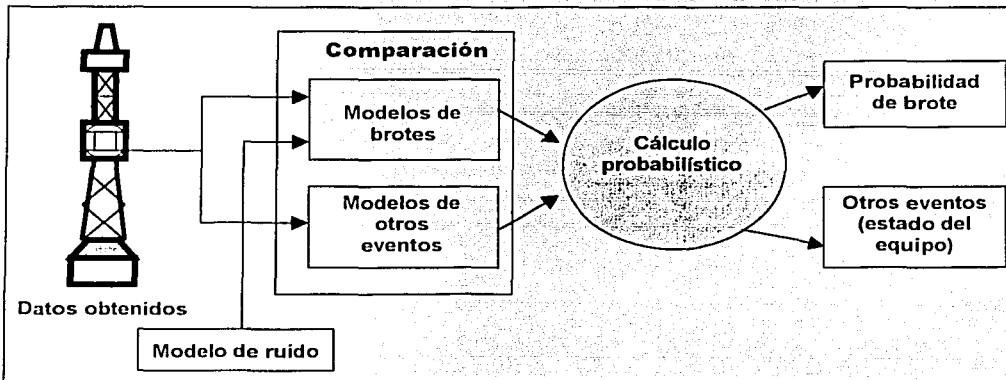 Comparación
Modelos de
brotes
Modelos de
otros
eventos
Cálculo
probabilístico
Probabilidad
de brote
Otros eventos
(estado del
equipo)
Datos obtenidos
Modelo de ruido